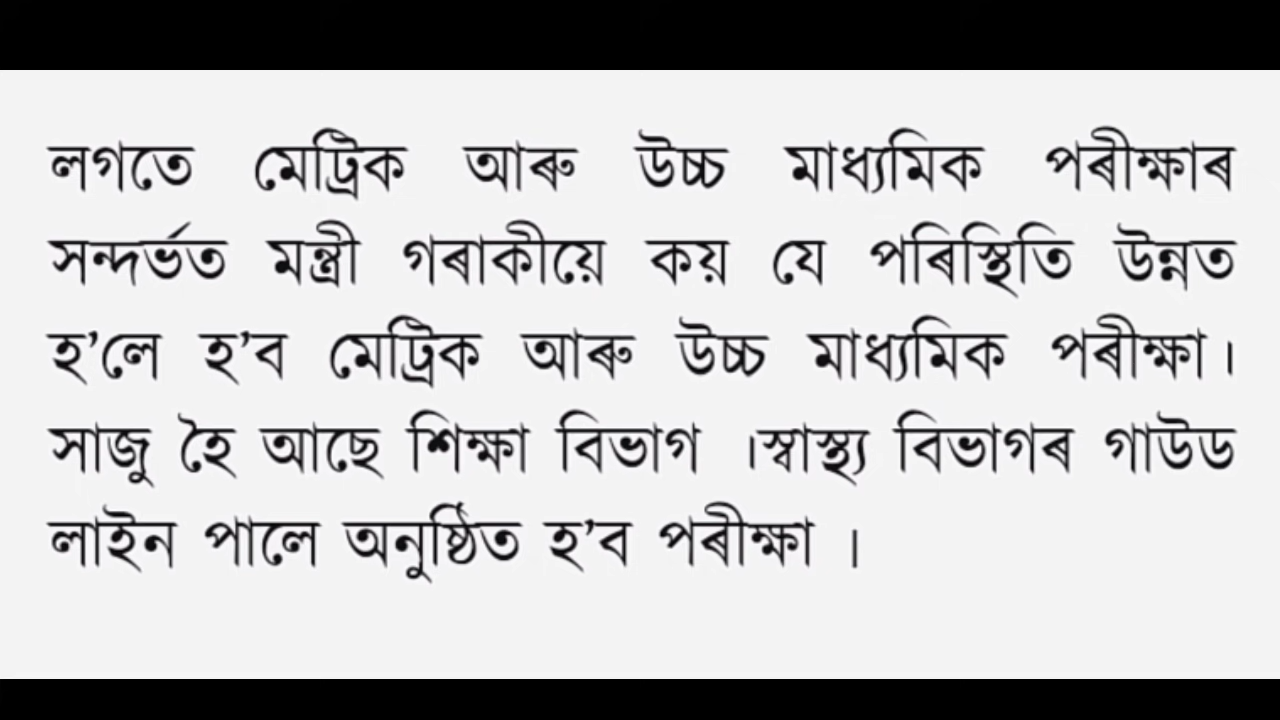 লগতে মেট্ৰিক আৰু উচ্চ মাধ্যমিক পৰীক্ষাৰ
সন্দৰ্ভত মন্ত্ৰী গৰাকীয়ে কয় যে পৰিস্থিতি উন্নত
হ’লে হ’ব মেট্ৰিক আৰু উচ্চ মাধ্যমিক পৰীক্ষা।
সাজু হৈ আছে শিক্ষা বিভাগ ।স্বাস্থ্য বিভাগৰ গাউড
লাইন পালে অনুষ্ঠিত হ’ব পৰীক্ষা ।